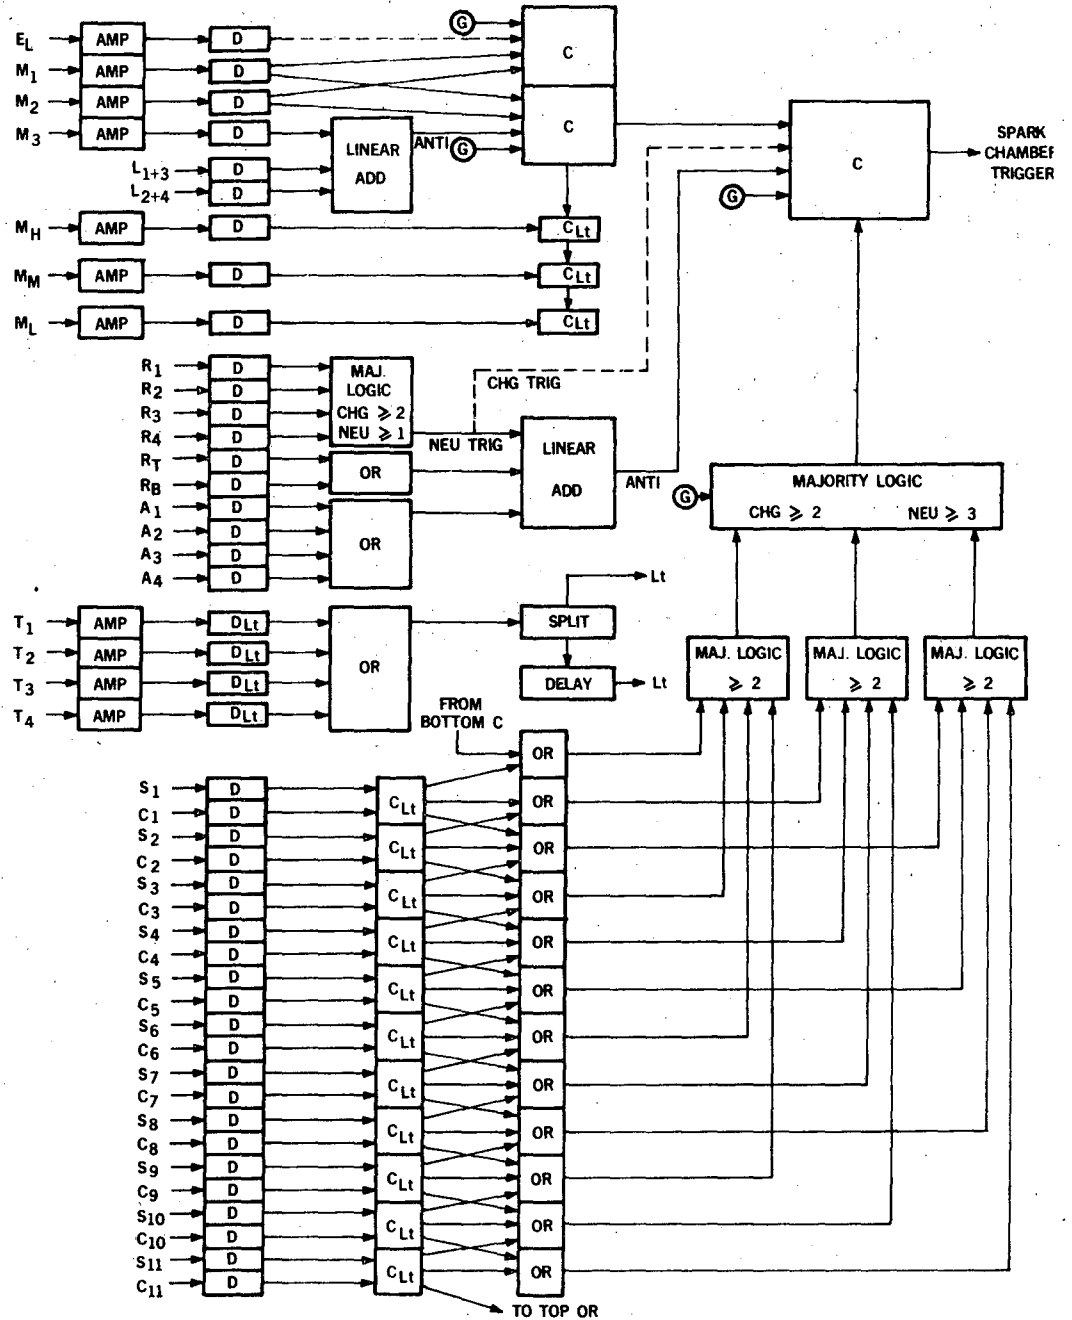 E_L AMP D G
M_1 AMP D C
M_2 AMP D C
M_3 AMP D LINEAR ADD ANTI G
L_1+3 D
L_2+4 D
C
G
SPARK
CHAMBER
TRIGGER
M_H AMP D C_Lt
M_M AMP D C_Lt
M_L AMP D C_Lt
R_1 D
R_2 D
R_3 D
R_4 D
R_T D
R_B D
A_1 D
A_2 D
A_3 D
A_4 D
MAJ.
LOGIC
CHG ⩾ 2
NEU ⩾ 1
OR
OR
CHG TRIG
NEU TRIG
LINEAR
ADD
ANTI
G
MAJORITY LOGIC
CHG ⩾ 2 NEU ⩾ 3
T_1 AMP D_Lt
T_2 AMP D_Lt
T_3 AMP D_Lt
T_4 AMP D_Lt
OR
Lt
SPLIT
DELAY Lt
MAJ. LOGIC
⩾ 2
MAJ. LOGIC
⩾ 2
MAJ. LOGIC
⩾ 2
FROM
BOTTOM C
OR
S_1 D C_Lt OR
C_1 D
S_2 D C_Lt OR
C_2 D
S_3 D C_Lt OR
C_3 D
S_4 D C_Lt OR
C_4 D
S_5 D C_Lt OR
C_5 D
S_6 D C_Lt OR
C_6 D
S_7 D C_Lt OR
C_7 D
S_8 D C_Lt OR
C_8 D
S_9 D C_Lt OR
C_9 D
S_10 D C_Lt OR
C_10 D
S_11 D C_Lt OR
C_11 D
TO TOP OR